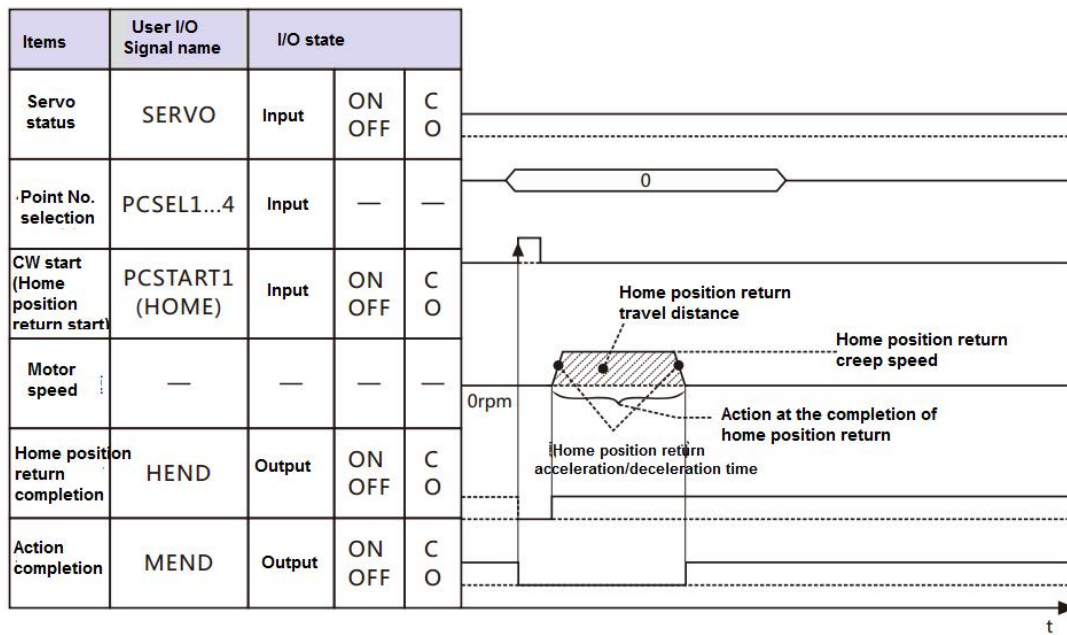 Items
User I/O
Signal name
I/O state
Servo
status
SERVO
Input
ON
OFF
C
O
Point No.
selection
PCSEL1...4
Input
—
—
0
CW start
(Home
position
return start)
PCSTART1
(HOME)
Input
ON
OFF
C
O
Home position return
travel distance
Home position return
creep speed
Motor
speed
—
—
—
—
0rpm
Action at the completion of
home position return
Home position return
acceleration/deceleration time
Home position
return
completion
HEND
Output
ON
OFF
C
O
Action
completion
MEND
Output
ON
OFF
C
O
t